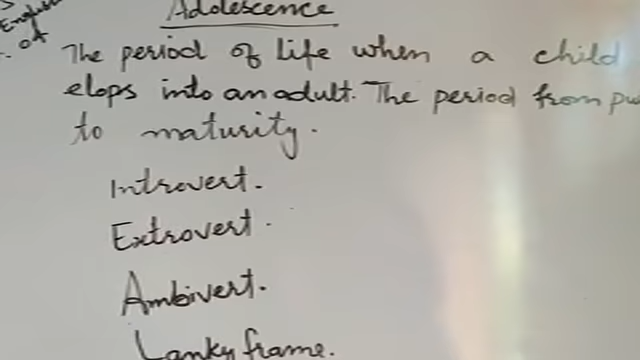 Adolescence
English
The period of life when a child
elops into an adult. The period from pu
to maturity.
Introvert.
Extrovert.
Ambivert.
Lanky frame.